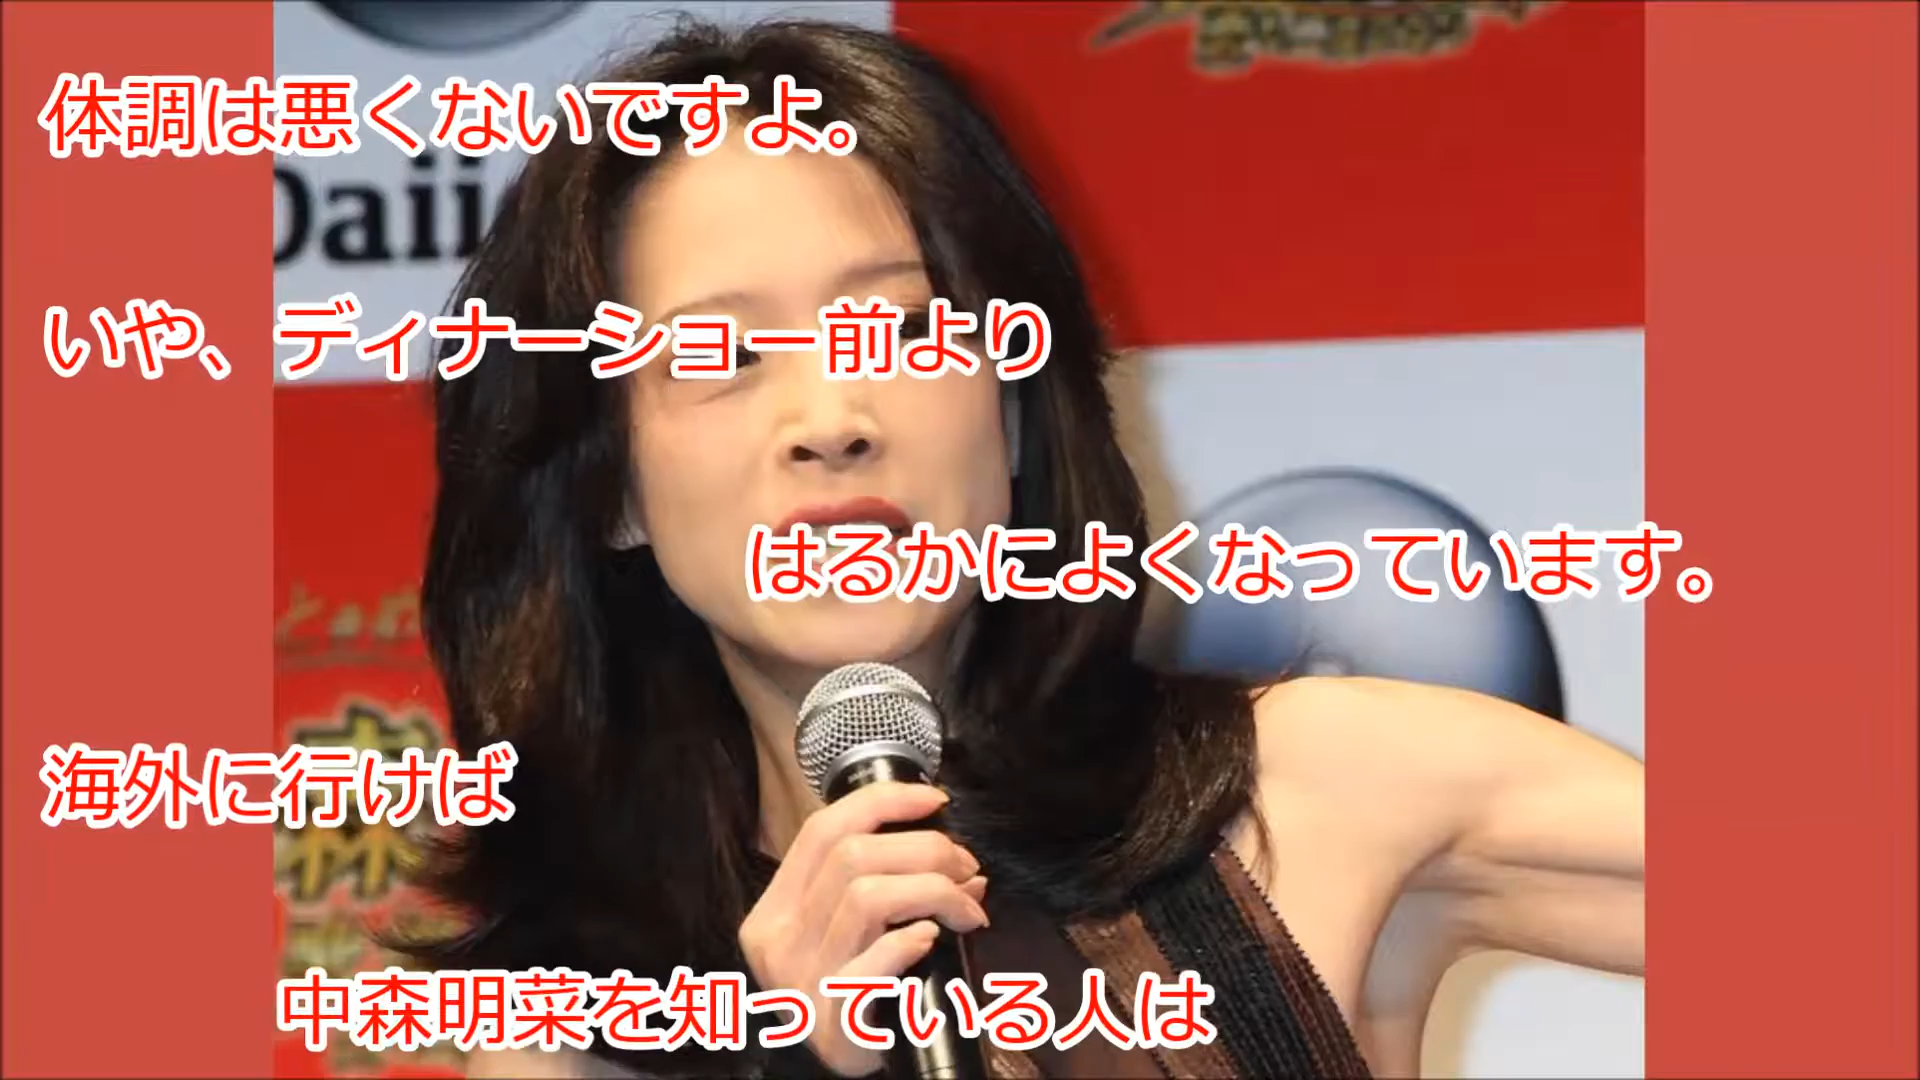 体調は悪くないですよ。
Daii
いや、ディナーショー前より
はるかによくなっています。
海外に行けば
中森明菜を知っている人は